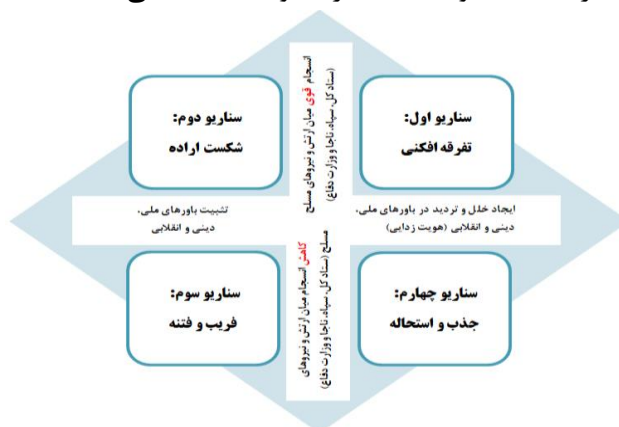 سناریو اول:
تفرقه افکنی
سناریو دوم:
شکست اراده
انسجام قوی میان ارتش و نیروهای مسلح
(ستاد کل، سپاه، ناجا و وزارت دفاع)
ایجاد خلل و تردید در باورهای ملی،
دینی و انقلابی (هویت زدایی)
تثبیت باورهای ملی،
دینی و انقلابی
سناریو چهارم:
جذب و استحاله
سناریو سوم:
فریب و فتنه
کاهش انسجام میان ارتش و نیروهای
مسلح (ستاد کل، سپاه، ناجا و وزارت دفاع)